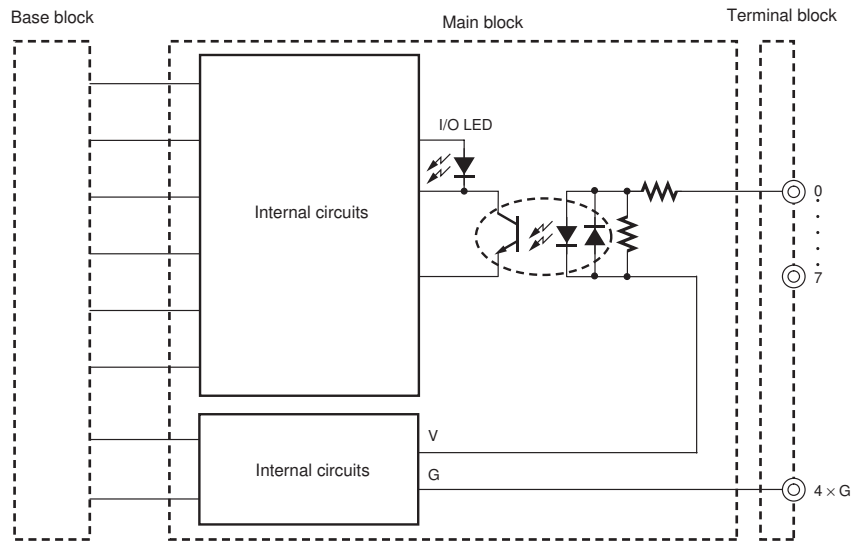 Base block
Main block
Terminal block
I/O LED
Internal circuits
0
7
Internal circuits
V
G
4 × G